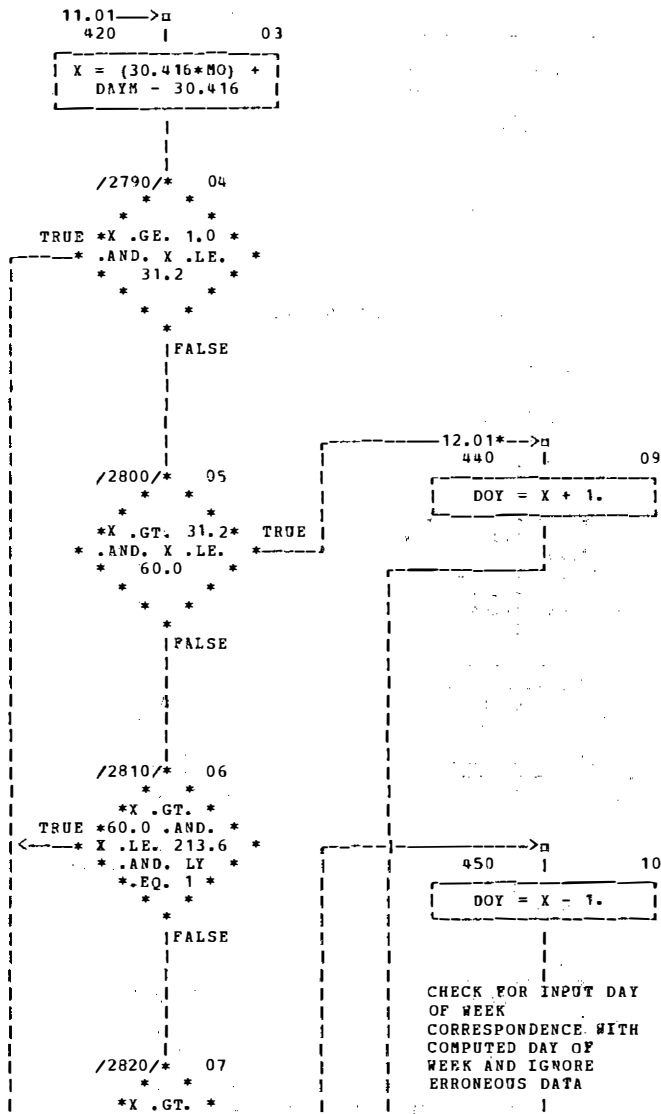 11.01--->
420 03
X = (30.416*MO) +
DAYM - 30.416
/2790/* 04
TRUE *X .GE. 1.0 *
* .AND. X .LE. *
* 31.2 *
FALSE
12.01*-->
440 09
/2800/* 05
DOY = X + 1.
*X .GT. 31.2* TRUE
* .AND. X .LE. *
* 60.0 *
FALSE
/2810/* 06
*X .GT. *
TRUE *60.0 .AND. *
* X .LE. 213.6 *
* .AND. LY *
*.EQ. 1 *
450 10
DOY = X - 1.
FALSE
CHECK FOR INPUT DAY
OF WEEK
CORRESPONDENCE WITH
COMPUTED DAY OF
WEEK AND IGNORE
ERRONEOUS DATA
/2820/* 07
*X .GT. *